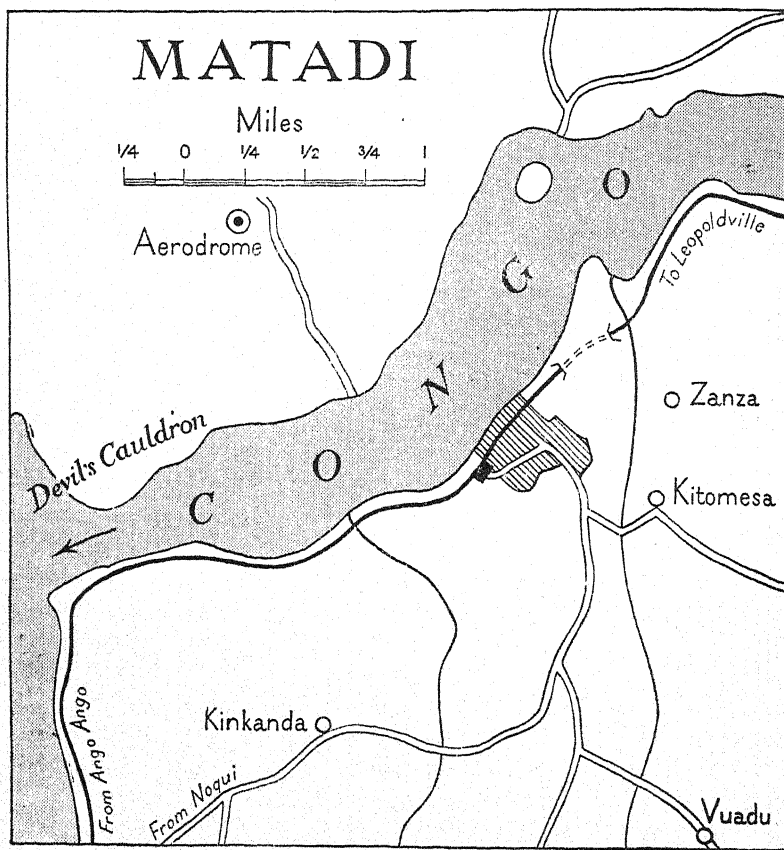 MATADI
Miles
1/4 0 1/4 1/2 3/4 1
Aerodrome
CONGO
To Leopoldville
Devil's Cauldron
Zanza
Kitomesa
Kinkanda
From Ango Ango
From Noqui
Vuadu